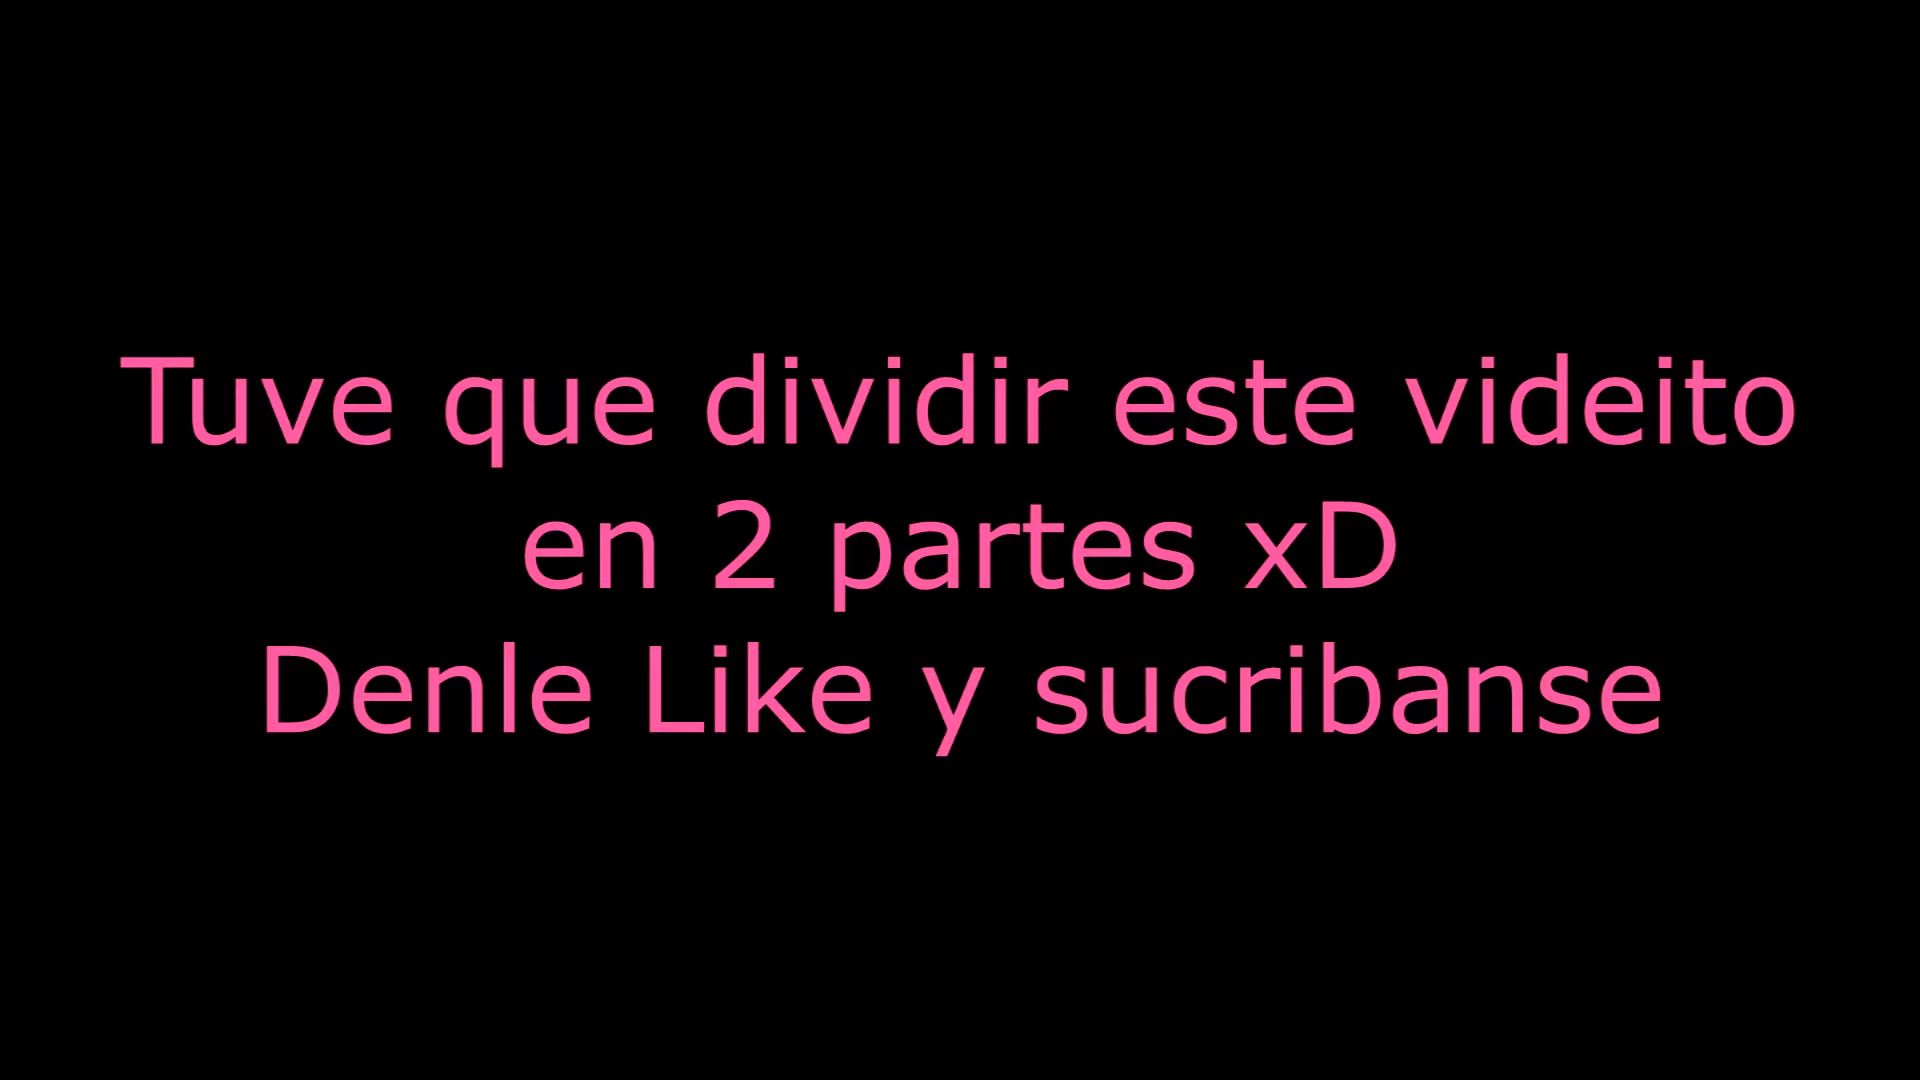 Tuve que dividir este videito
en 2 partes xD
Denle Like y sucribanse